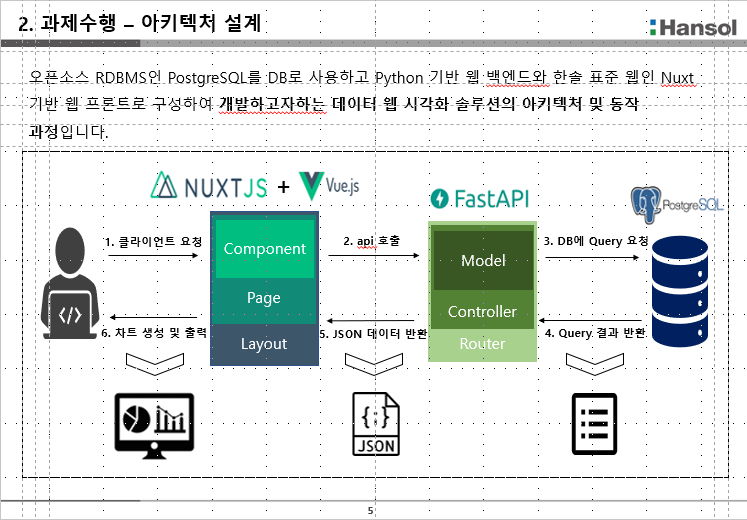 2. 과제수행 – 아키텍처 설계
Hansol
오픈소스 RDBMS인 PostgreSQL를 DB로 사용하고 Python 기반 웹 백엔드와 한솔 표준 웹인 Nuxt
기반 웹 프론트로 구성하여 개발하고자하는 데이터 웹 시각화 솔루션의 아키텍처 및 동작
과정입니다.
NUXTJS + Vue.js
FastAPI
PostgreSQL
1. 클라이언트 요청
Component
2. api 호출
Model
3. DB에 Query 요청
Page
Controller
6. 차트 생성 및 출력
Layout
5. JSON 데이터 반환
Router
4. Query 결과 반환
</>
{;}
JSON
5